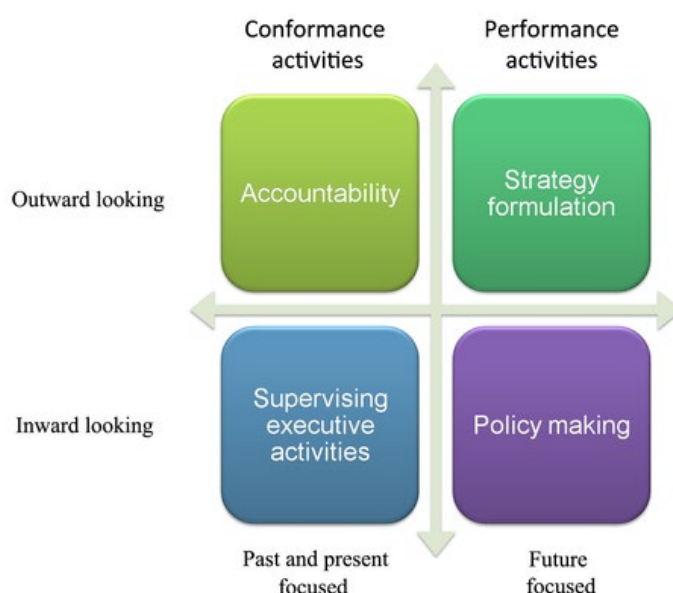 Conformance
activities
Performance
activities
Outward looking
Accountability
Strategy
formulation
Inward looking
Supervising
executive
activities
Policy making
Past and present
focused
Future
focused